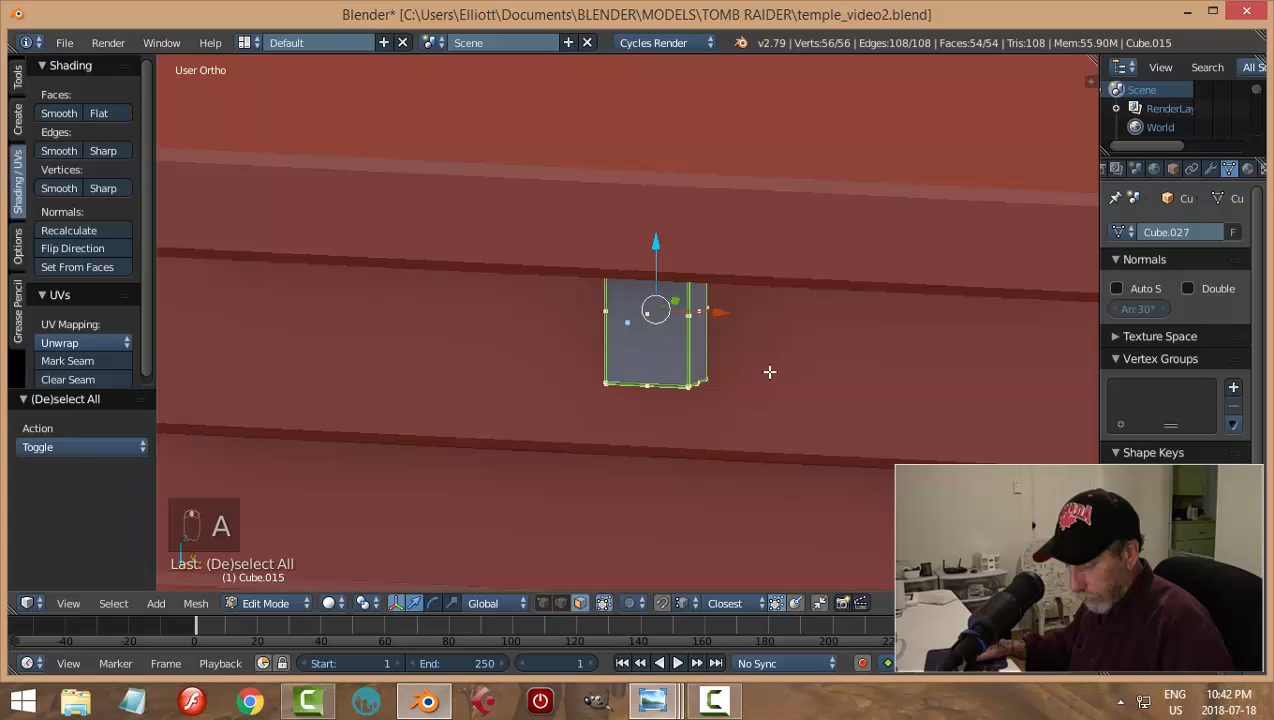 Blender* [C:\Users\Elliott\Documents\BLENDER\MODELS\TOMB RAIDER\temple_video2.blend]
File Render Window Help Default Scene Cycles Render v2.79 | Verts:56/56 | Edges:108/108 | Faces:54/54 | Tris:108 | Mem:55.90M | Cube.015 View Search All Sc
Shading
User Ortho
Scene
Faces:
Smooth Flat
RenderLay
World
Edges:
Smooth Sharp
Vertices:
Smooth Sharp
Cu Cu
Normals:
Recalculate
Cube.027 F
Flip Direction
Set From Faces
Normals
Auto S Double
An:30°
UVs
UV Mapping:
Unwrap
Texture Space
Mark Seam
Vertex Groups
Clear Seam
(De)select All
Action
Toggle
Shape Keys
Tools
Create
Shading / UVs
Options
Grease Pencil
A
Last: (De)select All
(1) Cube.015
View Select Add Mesh Edit Mode Global Closest
-40 -20 0 20 40 60 80 100 120 140 160 180 200
View Marker Frame Playback Start: 1 End: 250 1 No Sync
CANADA
ENG
US
10:42 PM
2018-07-18